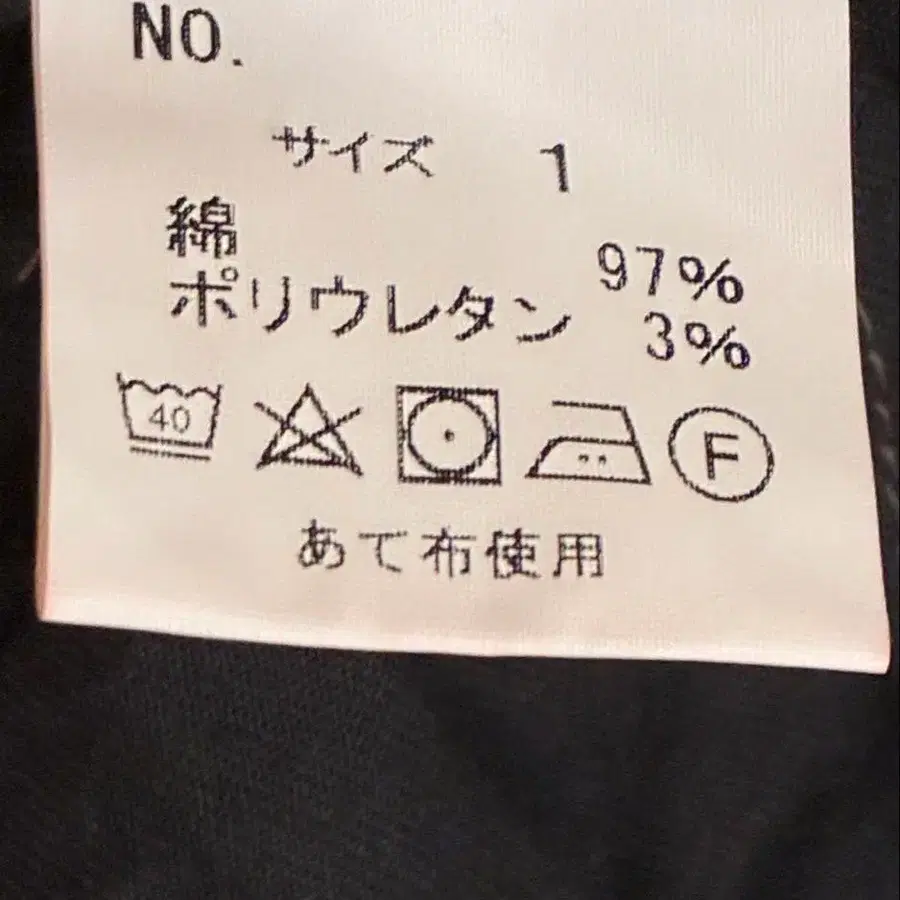 NO.
サイズ 1
綿 97%
ポリウレタン 3%
40 F
あて布使用